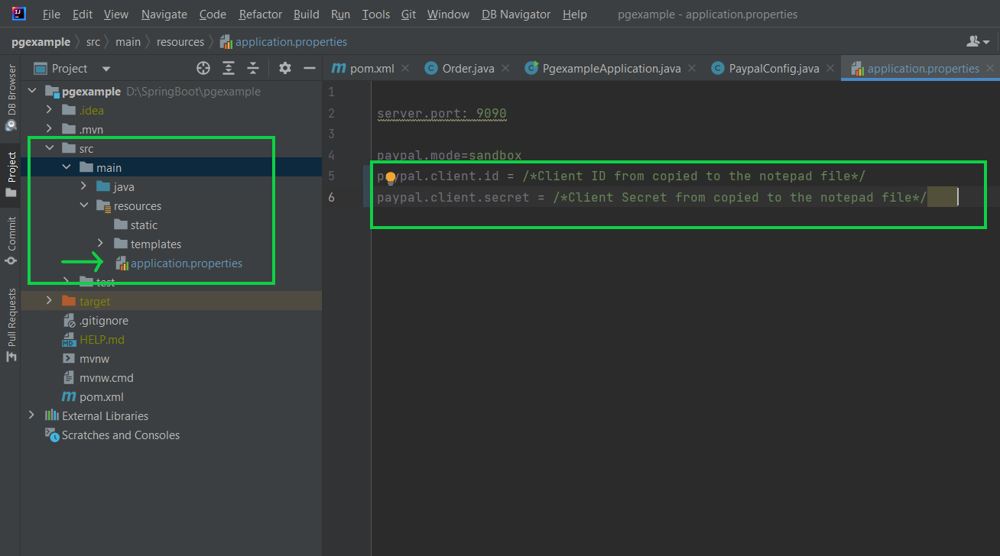 File Edit View Navigate Code Refactor Build Run Tools Git Window DB Navigator Help pgexample - application.properties
pgexample src main resources application.properties
Project
pom.xml Order.java PgexampleApplication.java PaypalConfig.java application.properties
DB Browser
Project
Commit
Pull Requests
pgexample D:\SpringBoot\pgexample
.idea
.mvn
src
main
java
resources
static
templates
application.properties
test
target
.gitignore
HELP.md
mvnw
mvnw.cmd
pom.xml
External Libraries
Scratches and Consoles
1
2 server.port: 9090
3
4 paypal.mode=sandbox
5 paypal.client.id = /*Client ID from copied to the notepad file*/
6 paypal.client.secret = /*Client Secret from copied to the notepad file*/